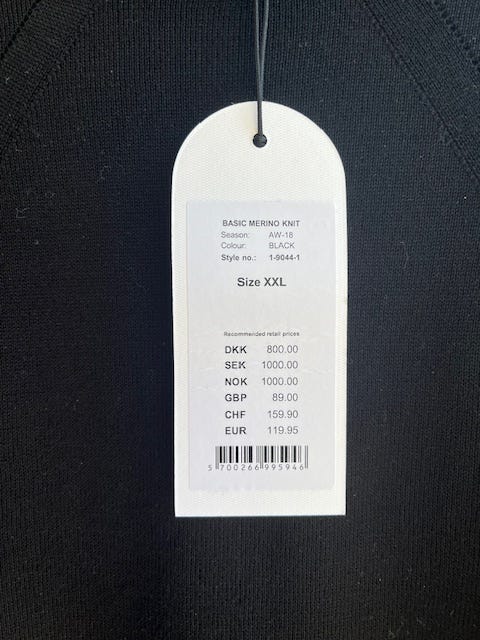 BASIC MERINO KNIT
Season: AW-18
Colour: BLACK
Style no.: 1-9044-1
Size XXL
Recommended retail prices
DKK 800.00
SEK 1000.00
NOK 1000.00
GBP 89.00
CHF 159.90
EUR 119.95
5 700266 995946